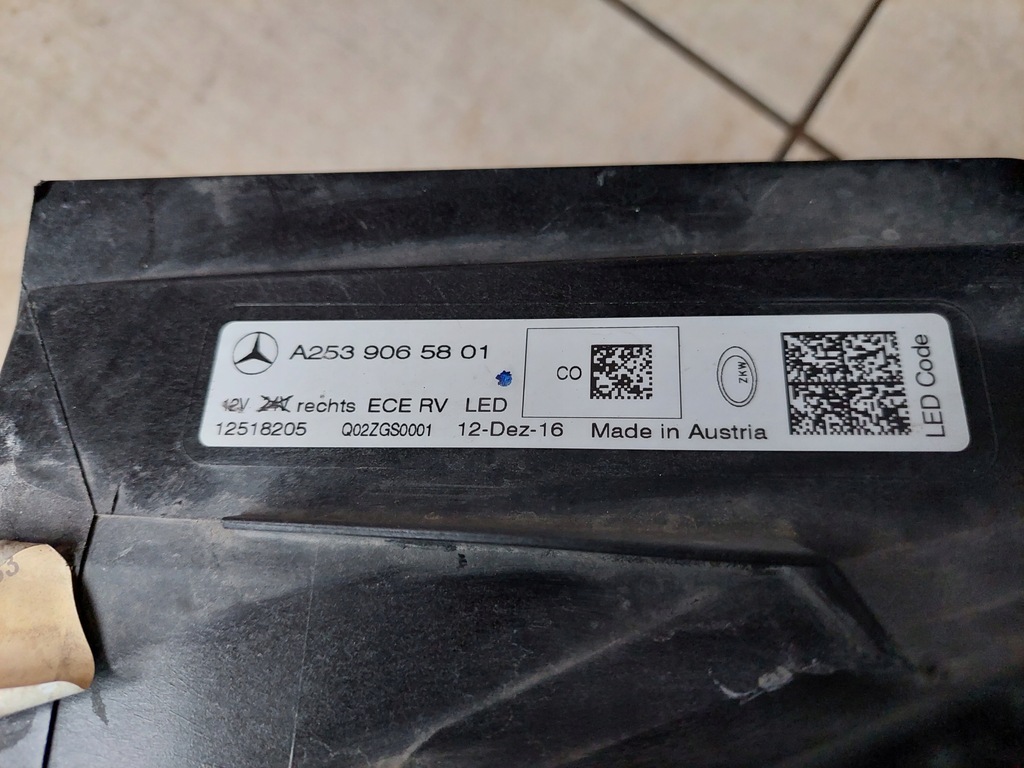 A253 906 58 01
12V 24V rechts ECE RV LED
12518205 Q02ZGS0001 12-Dez-16 Made in Austria
CO
ZKW
LED Code